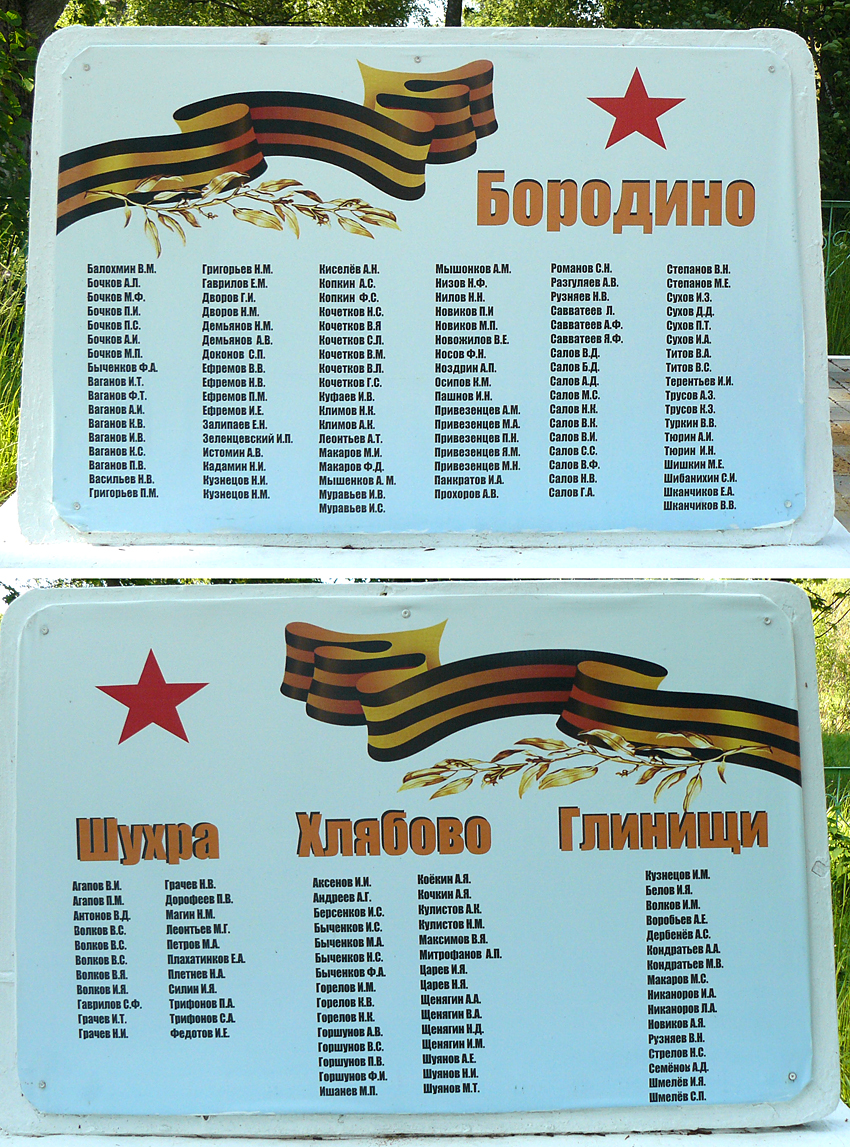 Бородино
Балохмин В.М.
Бочков А.Л.
Бочков М.Ф.
Бочков П.И.
Бочков П.С.
Бочков А.И.
Бочков М.П.
Быченков Ф.А.
Ваганов И.Т.
Ваганов Ф.Т.
Ваганов А.И.
Ваганов К.В.
Ваганов И.В.
Ваганов К.С.
Ваганов П.В.
Васильев Н.В.
Григорьев П.М.
Григорьев Н.М.
Гаврилов Е.М.
Дворов Г.И.
Дворов Н.М.
Демьянов Н.М.
Демьянов А.В.
Доконов С.П.
Ефремов В.В.
Ефремов Н.В.
Ефремов П.М.
Ефремов И.Е.
Залипаев Е.Н.
Зеленцевский И.П.
Истомин А.В.
Кадамин Н.И.
Кузнецов Н.И.
Кузнецов Н.М.
Киселёв А.Н.
Копкин А.С.
Копкин Ф.С.
Кочетков Н.С.
Кочетков В.Я
Кочетков С.Л.
Кочетков В.М.
Кочетков В.Л.
Кочетков Г.С.
Куфаев И.В.
Климов Н.К.
Климов А.К.
Леонтьев А.Т.
Макаров М.И.
Макаров Ф.Д.
Мышенков А. М.
Муравьев И.В.
Муравьев И.С.
Мышонков А.М.
Низов Н.Ф.
Нилов Н.Н.
Новиков П.И
Новиков М.П.
Новожилов В.Е.
Носов Ф.Н.
Ноздрин А.П.
Осипов К.М.
Пашнов И.Н.
Привезенцев А.М.
Привезенцев М.А.
Привезенцев П.Н.
Привезенцев Я.М.
Привезенцев М.Н.
Панкратов И.А.
Прохоров А.В.
Романов С.Н.
Разгуляев А.В.
Рузняев Н.В.
Савватеев Л.
Савватеев А.Ф.
Савватеев Я.Ф.
Салов В.Д.
Салов Б.Д.
Салов А.Д.
Салов М.С.
Салов Н.К.
Салов В.К.
Салов В.И.
Салов С.С.
Салов В.Ф.
Салов Н.В.
Салов Г.А.
Степанов В.Н.
Степанов М.Е.
Сухов И.З.
Сухов Д.Д.
Сухов П.Т.
Сухов И.А.
Титов В.А.
Титов В.С.
Терентьев И.И.
Трусов А.З.
Трусов К.З.
Туркин В.В.
Тюрин А.И.
Тюрин И.Н.
Шишкин М.Е.
Шибанихин С.И.
Шканчиков Е.А.
Шканчиков В.В.
Шухра
Агапов В.И.
Агапов П.М.
Антонов В.Д.
Волков В.С.
Волков В.С.
Волков В.С.
Волков В.Я.
Волков И.Я.
Гаврилов С.Ф.
Грачев И.Т.
Грачев Н.И.
Грачев Н.В.
Дорофеев П.В.
Магин Н.М.
Леонтьев М.Г.
Петров М.А.
Плахатинков Е.А.
Плетнев Н.А.
Силин И.Я.
Трифонов П.А.
Трифонов С.А.
Федотов И.Е.
Хлябово
Аксенов И.И.
Андреев А.Г.
Берсенков И.С.
Быченков И.С.
Быченков М.А.
Быченков Н.С.
Быченков Ф.А.
Горелов И.М.
Горелов К.В.
Горелов Н.К.
Горшунов А.В.
Горшунов В.С.
Горшунов П.В.
Горшунов Ф.И.
Ишанев М.П.
Коёкин А.Я.
Кочкин А.Я.
Кулистов А.К.
Кулистов Н.М.
Максимов В.Я.
Митрофанов А.П.
Царев И.Я.
Царев Н.Я.
Щенягин А.А.
Щенягин В.А.
Щенягин Н.Д.
Щенягин И.М.
Шуянов А.Е.
Шуянов Н.И.
Шуянов М.Т.
Глинищи
Кузнецов И.М.
Белов И.Я.
Волков И.М.
Воробьев А.Е.
Дербенёв А.С.
Кондратьев А.А.
Кондратьев М.В.
Макаров М.С.
Никаноров И.А.
Никаноров Л.А.
Новиков А.Я.
Рузняев В.Н.
Стрелов Н.С.
Семёнов А.Д.
Шмелёв И.Я.
Шмелёв С.П.